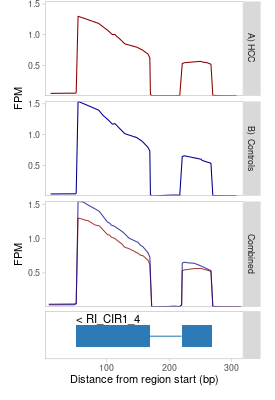 1.5
1.0
0.5
A) HCC
FPM
1.5
1.0
0.5
B) Controls
1.5
1.0
0.5
FPM
Combined
< RI_CIR1_4
100
200
300
Distance from region start (bp)